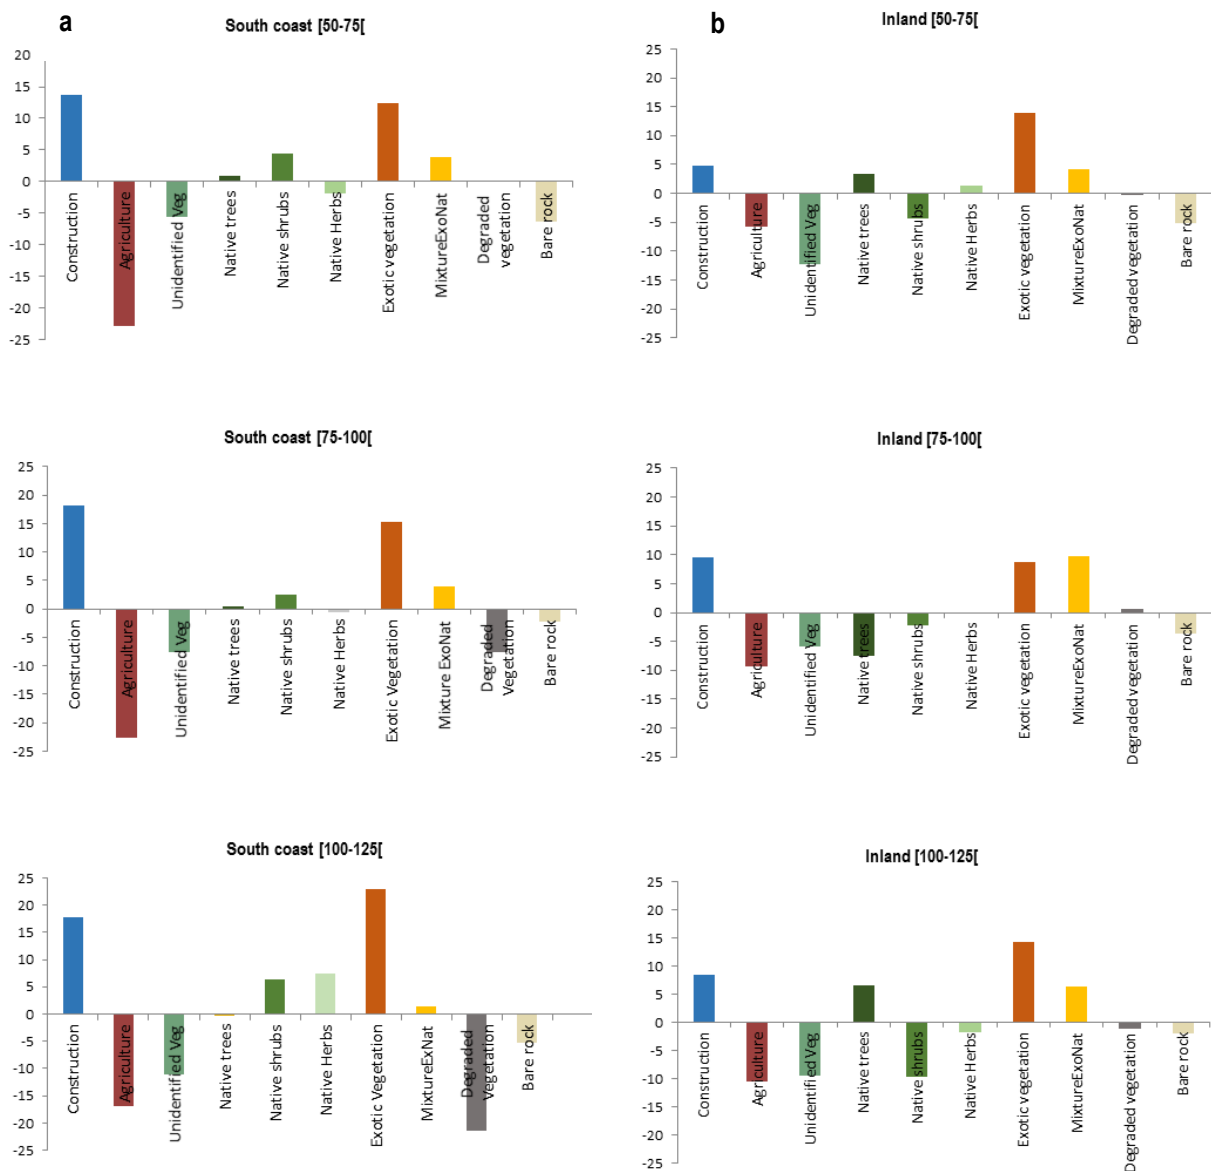 a
South coast [50-75[
20
15
10
5
0
-5
-10
-15
-20
-25
Construction
Agriculture
Unidentified Veg
Native trees
Native shrubs
Native Herbs
Exotic vegetation
MixtureExoNat
Degraded
vegetation
Bare rock
b
Inland [50-75[
25
20
15
10
5
0
-5
-10
-15
-20
-25
Construction
Agriculture
Unidentified Veg
Native trees
Native shrubs
Native Herbs
Exotic vegetation
MixtureExoNat
Degraded vegetation
Bare rock
South coast [75-100[
25
20
15
10
5
0
-5
-10
-15
-20
-25
Construction
Agriculture
Unidentified Veg
Native trees
Native shrubs
Native Herbs
Exotic Vegetation
Mixture ExoNat
Degraded
Vegetation
Bare rock
Inland [75-100[
25
20
15
10
5
0
-5
-10
-15
-20
-25
Construction
Agriculture
Unidentified Veg
Native trees
Native shrubs
Native Herbs
Exotic vegetation
MixtureExoNat
Degraded vegetation
Bare rock
South coast [100-125[
25
20
15
10
5
0
-5
-10
-15
-20
-25
Construction
Agriculture
Unidentified Veg
Native trees
Native shrubs
Native Herbs
Exotic Vegetation
MixtureExNat
Degraded
Vegetation
Bare rock
Inland [100-125[
25
20
15
10
5
0
-5
-10
-15
-20
-25
Construction
Agriculture
Unidentified Veg
Native trees
Native shrubs
Native Herbs
Exotic vegetation
MixtureExoNat
Degraded vegetation
Bare rock